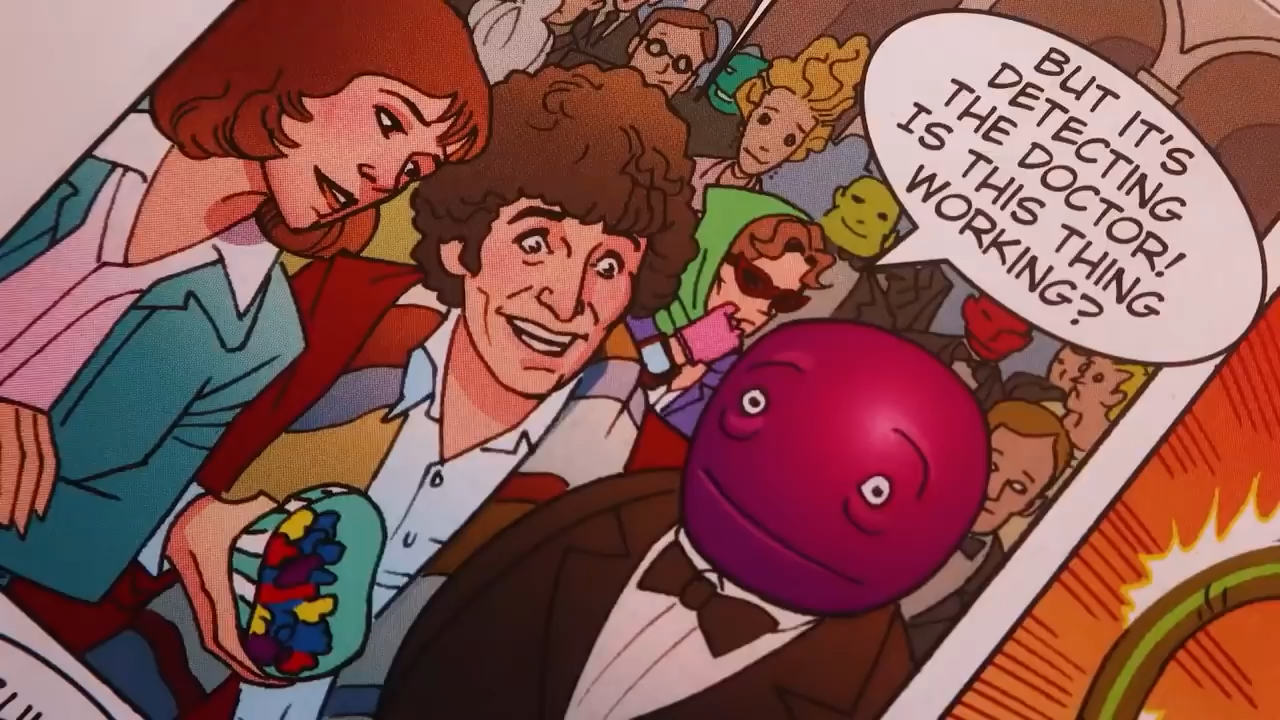 BUT IT'S
DETECTING
THE DOCTOR!
IS THIS THING
WORKING?